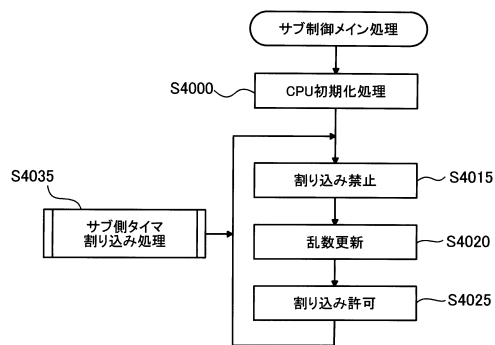 サブ制御メイン処理
S4000
CPU初期化処理
S4035
割り込み禁止
S4015
サブ側タイマ
割り込み処理
乱数更新
S4020
割り込み許可
S4025